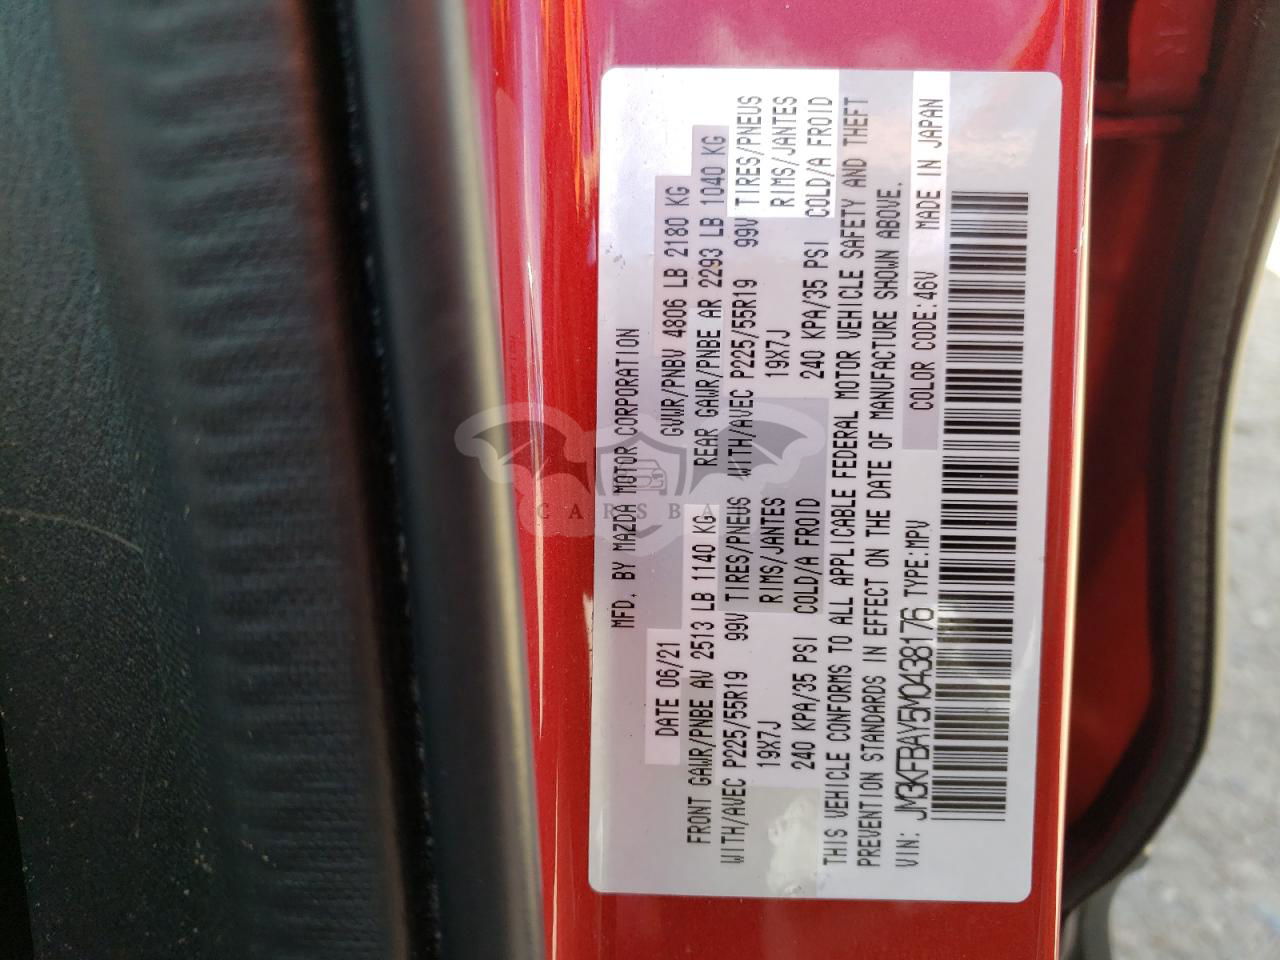 MFD. BY MAZDA MOTOR CORPORATION
DATE 06/21 GVWR/PNBV 4806 LB 2180 KG
FRONT GAWR/PNBE AV 2513 LB 1140 KG REAR GAWR/PNBE AR 2293 LB 1040 KG
WITH/AVEC P225/55R19 99V TIRES/PNEUS WITH/AVEC P225/55R19 99V TIRES/PNEUS
19X7J RIMS/JANTES 19X7J RIMS/JANTES
240 KPA/35 PSI COLD/A FROID 240 KPA/35 PSI COLD/A FROID
THIS VEHICLE CONFORMS TO ALL APPLICABLE FEDERAL MOTOR VEHICLE SAFETY AND THEFT
PREVENTION STANDARDS IN EFFECT ON THE DATE OF MANUFACTURE SHOWN ABOVE.
VIN: JM3KFBAY5M0438176 TYPE:MPV COLOR CODE:46V MADE IN JAPAN
CARSBA